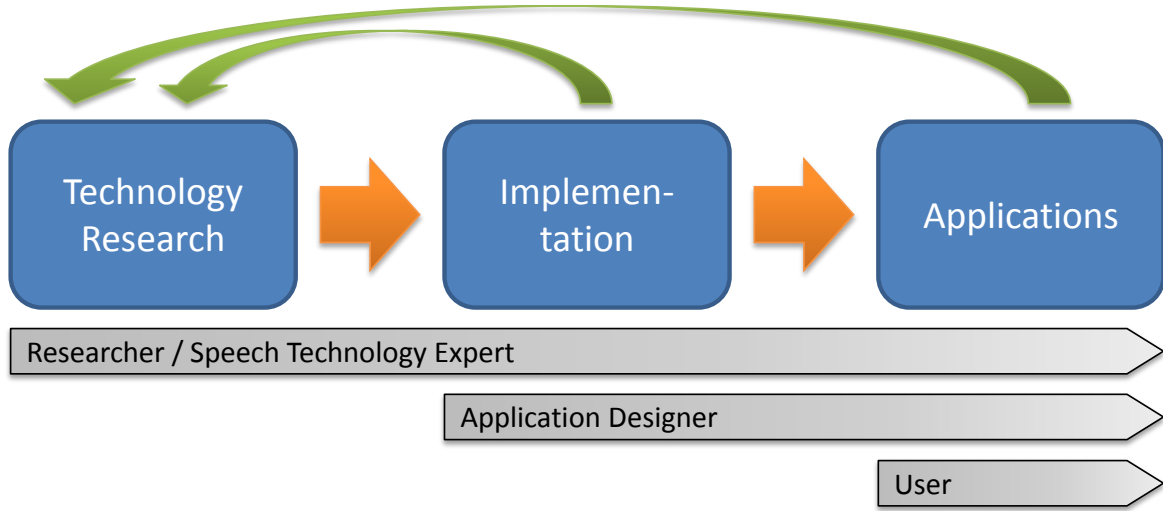 Technology
Research
Implemen-
tation
Applications
Researcher / Speech Technology Expert
Application Designer
User